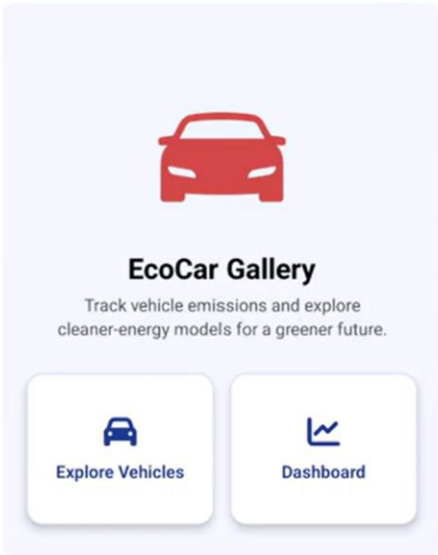 EcoCar Gallery
Track vehicle emissions and explore
cleaner-energy models for a greener future.
Explore Vehicles
Dashboard